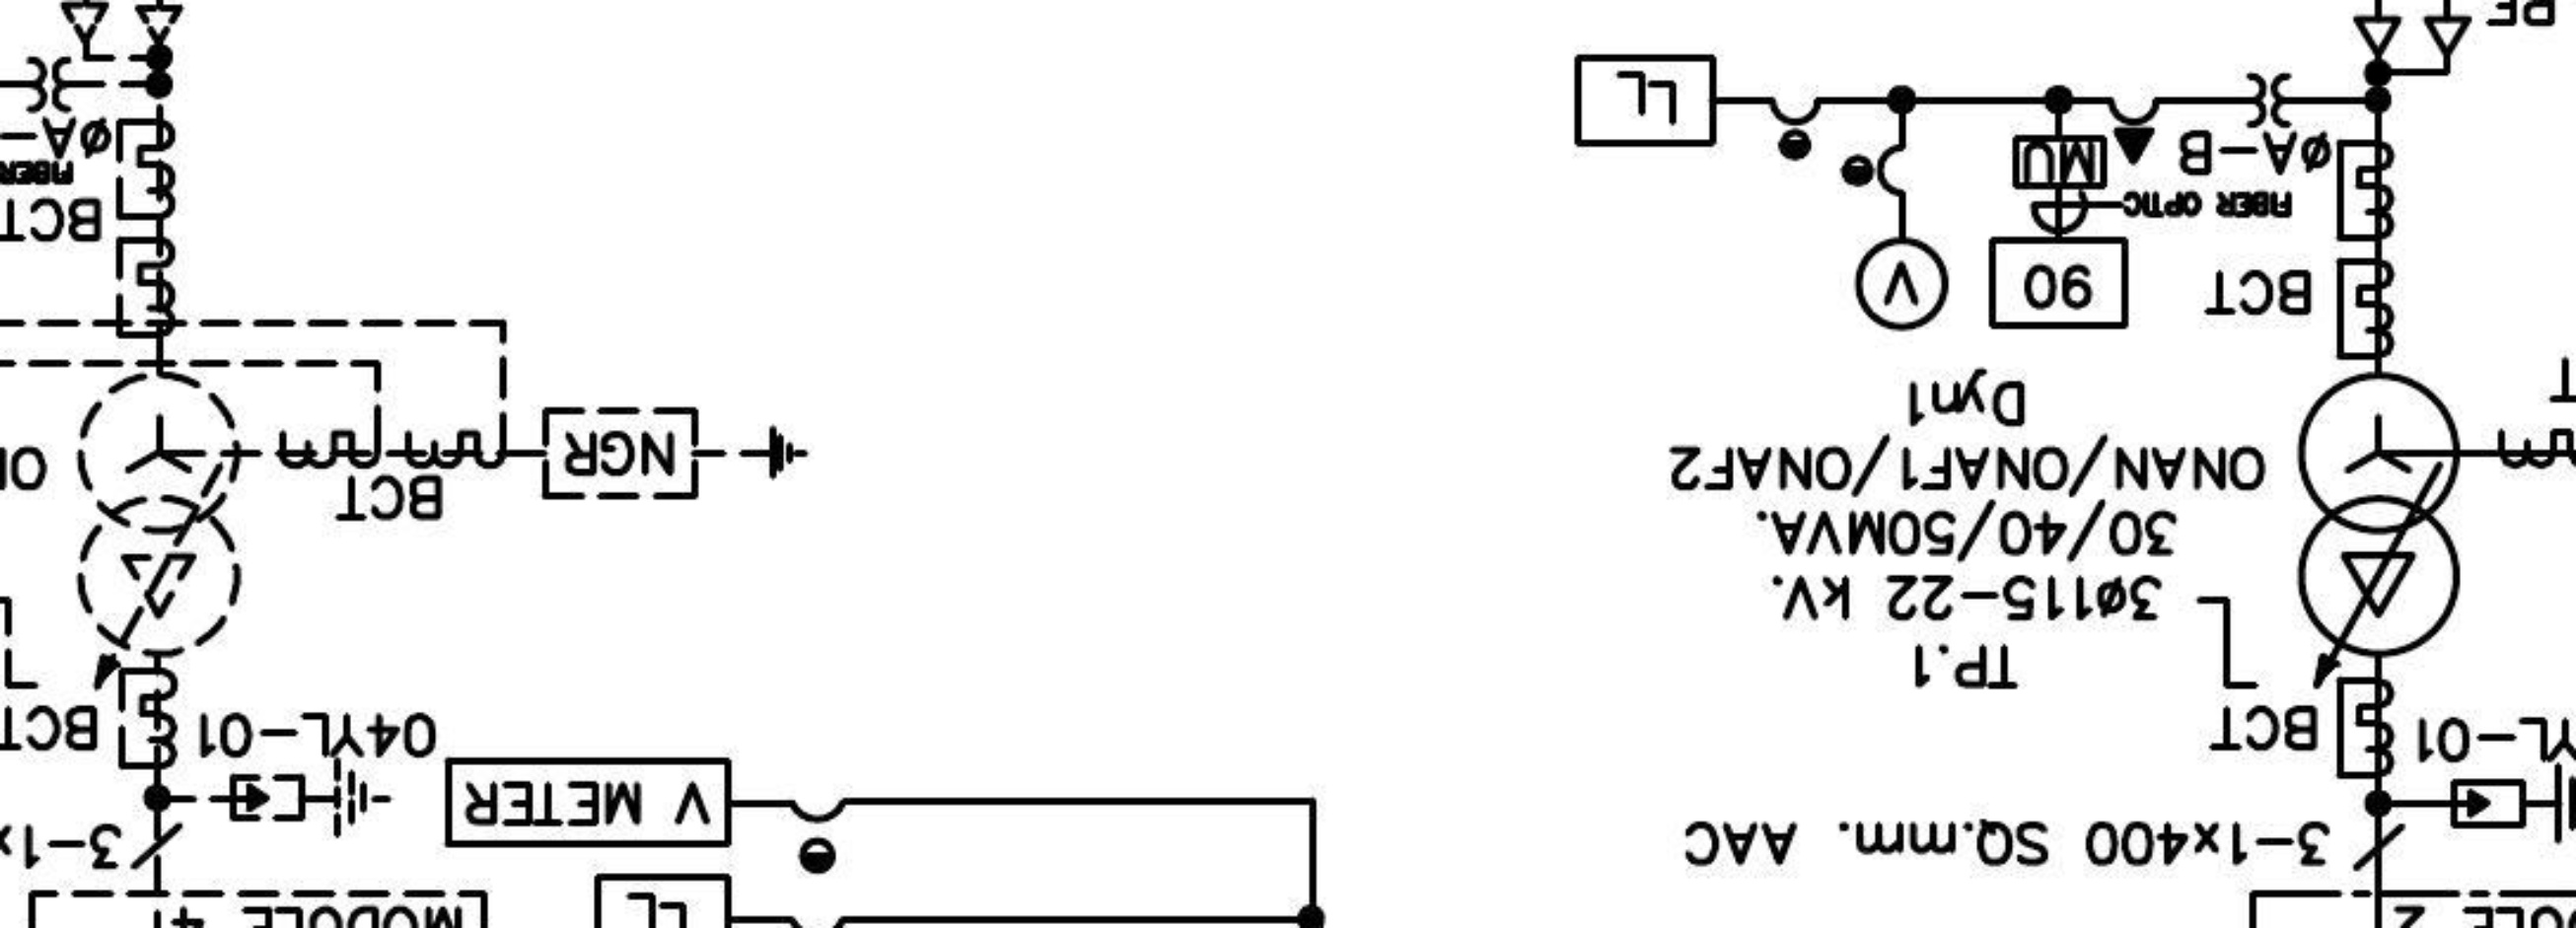 MODULE 4
LL
3-1x400 SQ.mm. AAC
3-1x
V METER
YL-01
BCT
04YL-01
BCT
TP.1
3ø115-22 kV.
30/40/50MVA.
ONAN/ONAF1/ONAF2
Dyn1
BCT
NGR
BCT
90
V
FIBER OPTIC
øA-B
MU
LL
BCT
FIBER
øA-